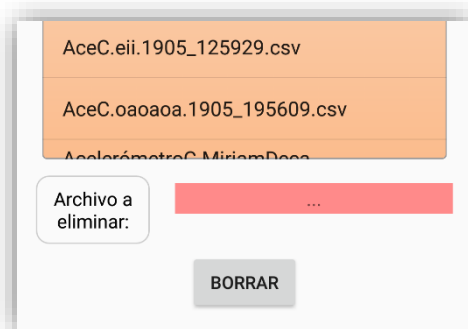 AceC.eii.1905_125929.csv
AceC.oaoaoa.1905_195609.csv
Archivo a
eliminar:
...
BORRAR